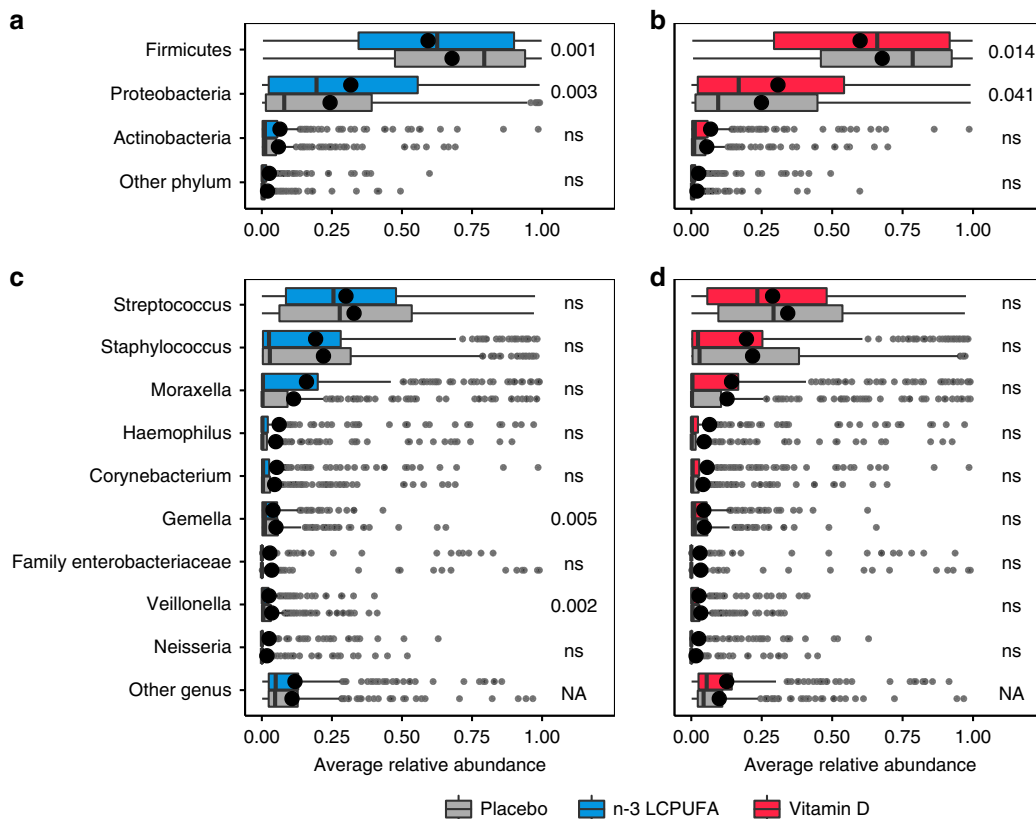 a
b
Firmicutes
0.001
0.014
Proteobacteria
0.003
0.041
Actinobacteria
ns
ns
Other phylum
ns
ns
0.00 0.25 0.50 0.75 1.00
0.00 0.25 0.50 0.75 1.00
c
d
Streptococcus
ns
ns
Staphylococcus
ns
ns
Moraxella
ns
ns
Haemophilus
ns
ns
Corynebacterium
ns
ns
Gemella
0.005
ns
Family enterobacteriaceae
ns
ns
Veillonella
0.002
ns
Neisseria
ns
ns
Other genus
NA
NA
0.00 0.25 0.50 0.75 1.00
0.00 0.25 0.50 0.75 1.00
Average relative abundance
Average relative abundance
Placebo n-3 LCPUFA Vitamin D